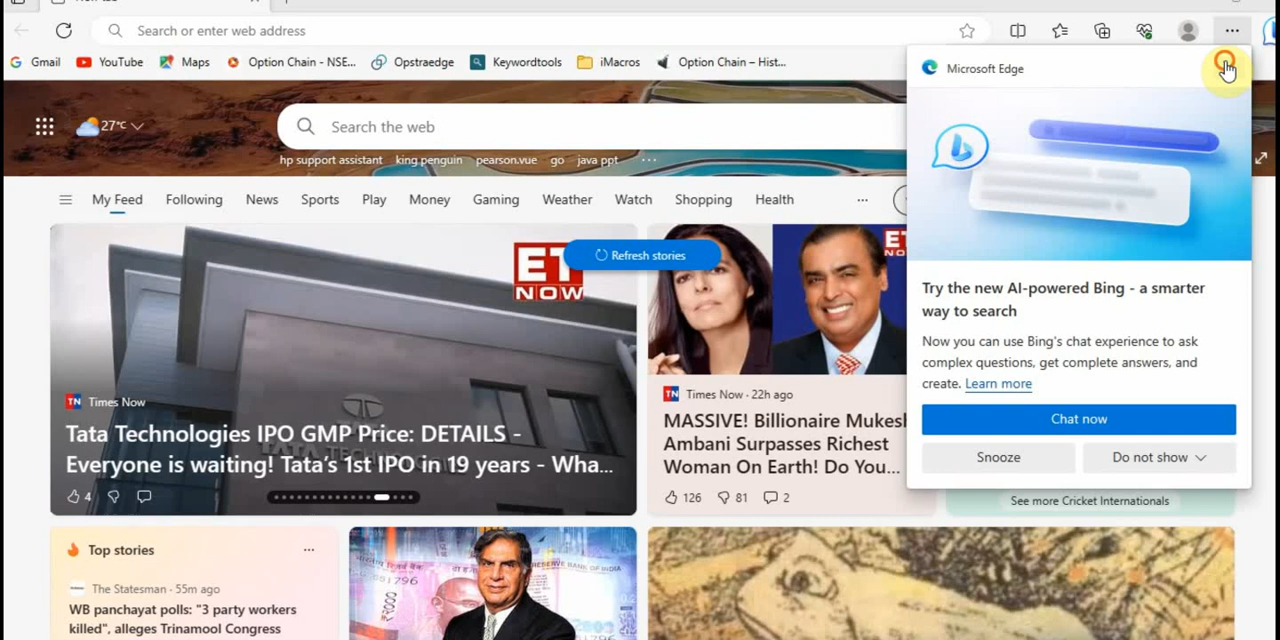 Search or enter web address
Gmail
YouTube
Maps
Option Chain - NSE...
Opstraedge
Keywordtools
iMacros
Option Chain – Hist...
Microsoft Edge
27°C
Search the web
hp support assistant
king.penguin
pearson.vue
go
java ppt
My Feed
Following
News
Sports
Play
Money
Gaming
Weather
Watch
Shopping
Health
Refresh stories
ET
NOW
Try the new AI-powered Bing - a smarter
way to search
Now you can use Bing's chat experience to ask
complex questions, get complete answers, and
create. Learn more
Chat now
Snooze
Do not show
TN Times Now
Tata Technologies IPO GMP Price: DETAILS -
Everyone is waiting! Tata's 1st IPO in 19 years - Wha...
4
TN Times Now · 22h ago
MASSIVE! Billionaire Mukesh
Ambani Surpasses Richest
Woman On Earth! Do You...
126
81
2
See more Cricket Internationals
Top stories
The Statesman · 55m ago
WB panchayat polls: "3 party workers
killed", alleges Trinamool Congress
RESERVE BANK OF INDIA